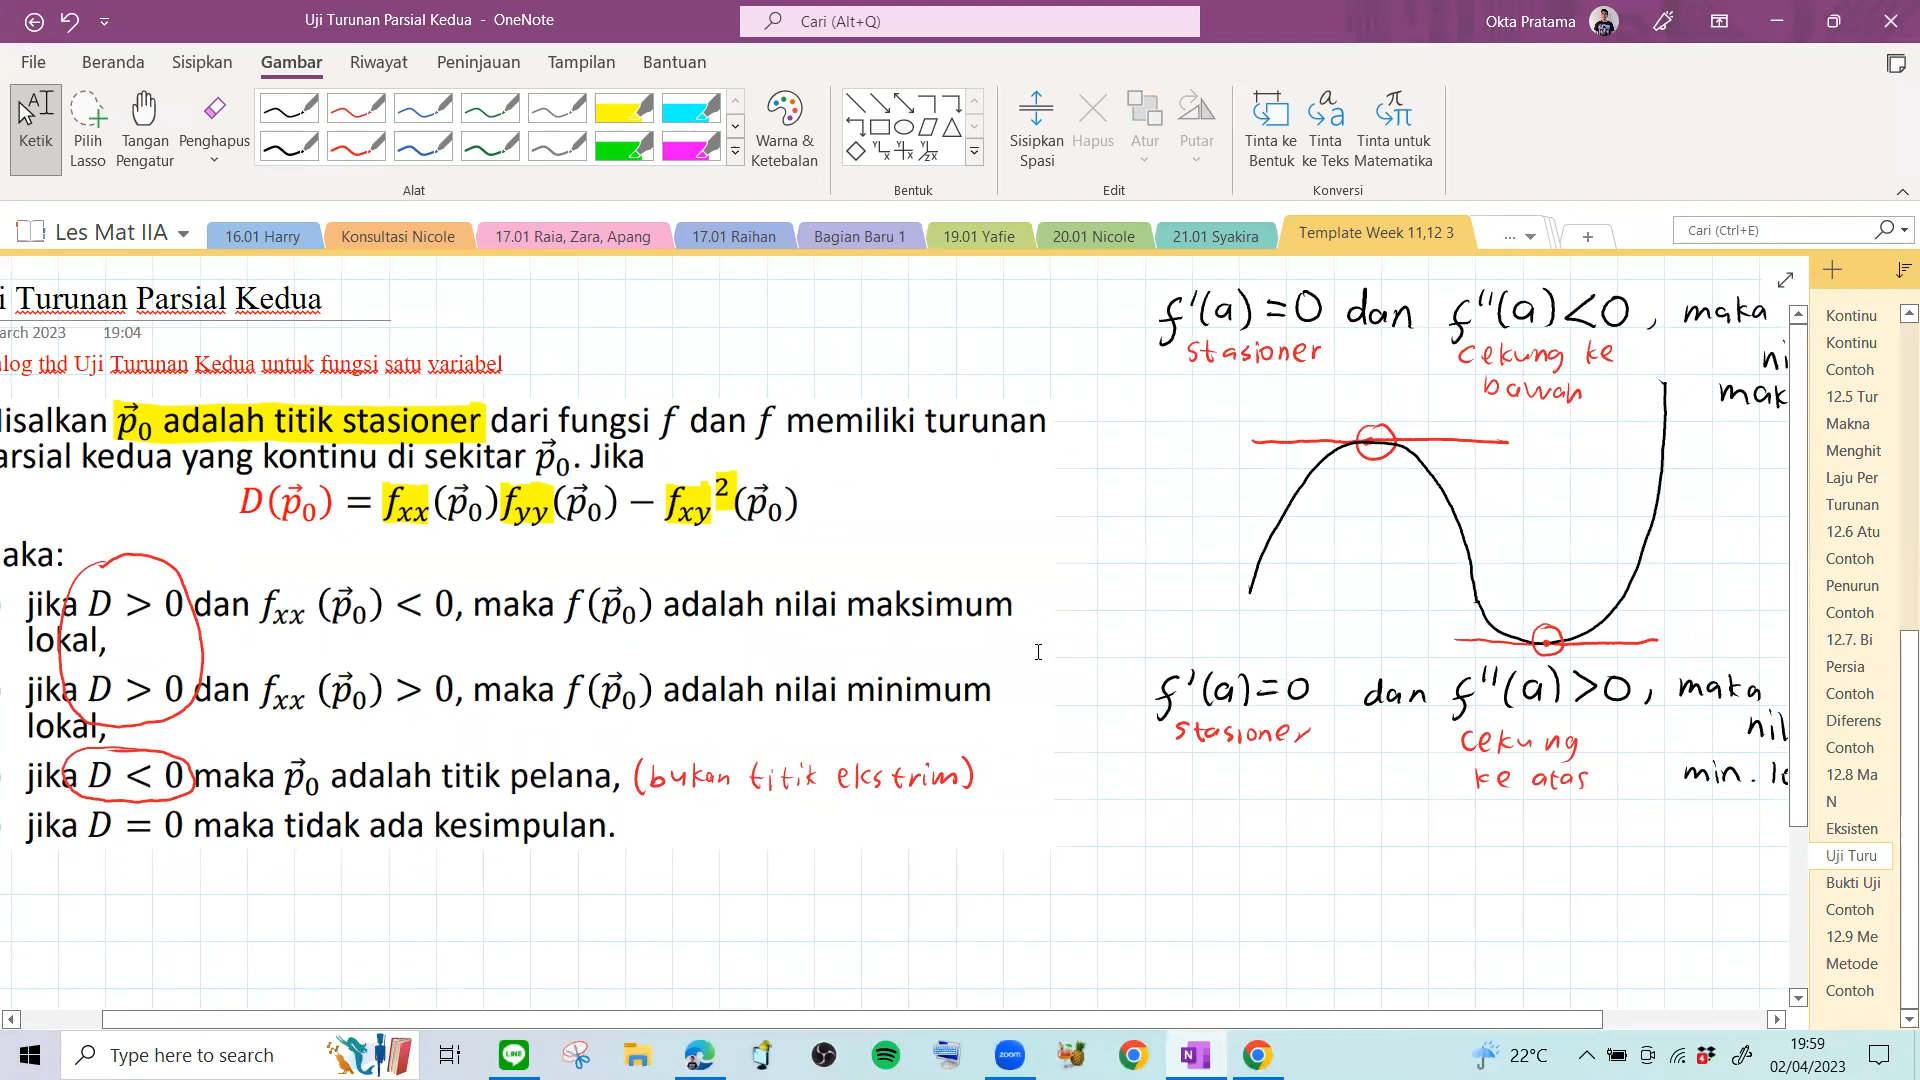 Uji Turunan Parsial Kedua - OneNote
Cari (Alt+Q)
Okta Pratama
File Beranda Sisipkan Gambar Riwayat Peninjauan Tampilan Bantuan
Ketik
Pilih Lasso
Tangan Pengatur
Penghapus
Warna & Ketebalan
Sisipkan Spasi
Hapus
Atur
Putar
Tinta ke Bentuk
Tinta ke Teks
Tinta untuk Matematika
Alat
Bentuk
Edit
Konversi
Les Mat IIA
16.01 Harry
Konsultasi Nicole
17.01 Raia, Zara, Apang
17.01 Raihan
Bagian Baru 1
19.01 Yafie
20.01 Nicole
21.01 Syakira
Template Week 11,12 3
...
Cari (Ctrl+E)
i Turunan Parsial Kedua
arch 2023 19:04
alog thd Uji Turunan Kedua untuk fungsi satu variabel
isalkan p⃗₀ adalah titik stasioner dari fungsi f dan f memiliki turunan
arsial kedua yang kontinu di sekitar p⃗₀. Jika
D(p⃗₀) = fxx(p⃗₀)fyy(p⃗₀) − fxy²(p⃗₀)
aka:
jika D > 0 dan fxx (p⃗₀) < 0, maka f(p⃗₀) adalah nilai maksimum
lokal,
jika D > 0 dan fxx (p⃗₀) > 0, maka f(p⃗₀) adalah nilai minimum
lokal,
jika D < 0 maka p⃗₀ adalah titik pelana, (bukan titik ekstrim)
jika D = 0 maka tidak ada kesimpulan.
f'(a)=0 dan f''(a)<0, maka
stasioner cekung ke
bawah
ni
mak
f'(a)=0 dan f''(a)>0, maka
stasioner cekung
ke atas
nil
min. lo
Kontinu
Kontinu
Contoh
12.5 Tur
Makna
Menghit
Laju Per
Turunan
12.6 Atu
Contoh
Penurun
Contoh
12.7. Bi
Persia
Contoh
Diferens
Contoh
12.8 Ma
N
Eksisten
Uji Turu
Bukti Uji
Contoh
12.9 Me
Metode
Contoh
Type here to search
LINE
zoom
22°C
4
19:59
02/04/2023